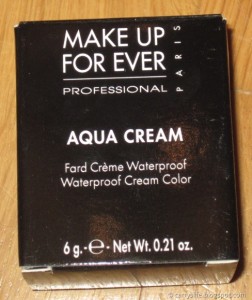 MAKE UP
FOR EVER
PROFESSIONAL
PARIS
AQUA CREAM
Fard Crème Waterproof
Waterproof Cream Color
6 g. - e - Net Wt. 0.21 oz.